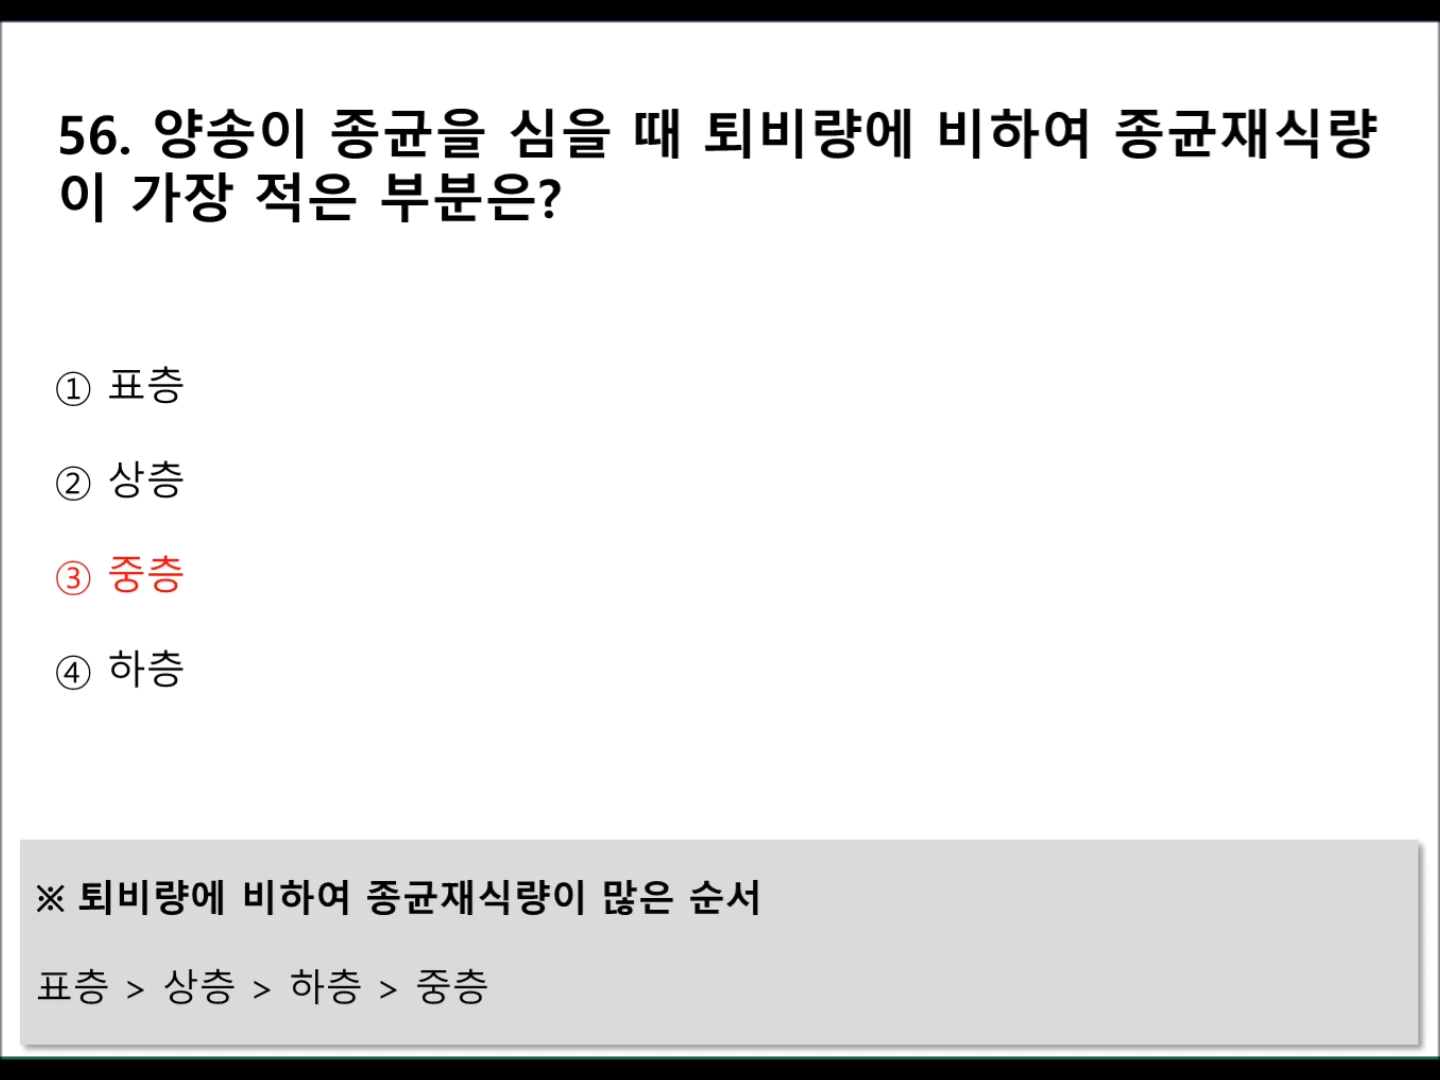 56. 양송이 종균을 심을 때 퇴비량에 비하여 종균재식량
이 가장 적은 부분은?
① 표층
② 상층
③ 중층
④ 하층
※ 퇴비량에 비하여 종균재식량이 많은 순서
표층 > 상층 > 하층 > 중층